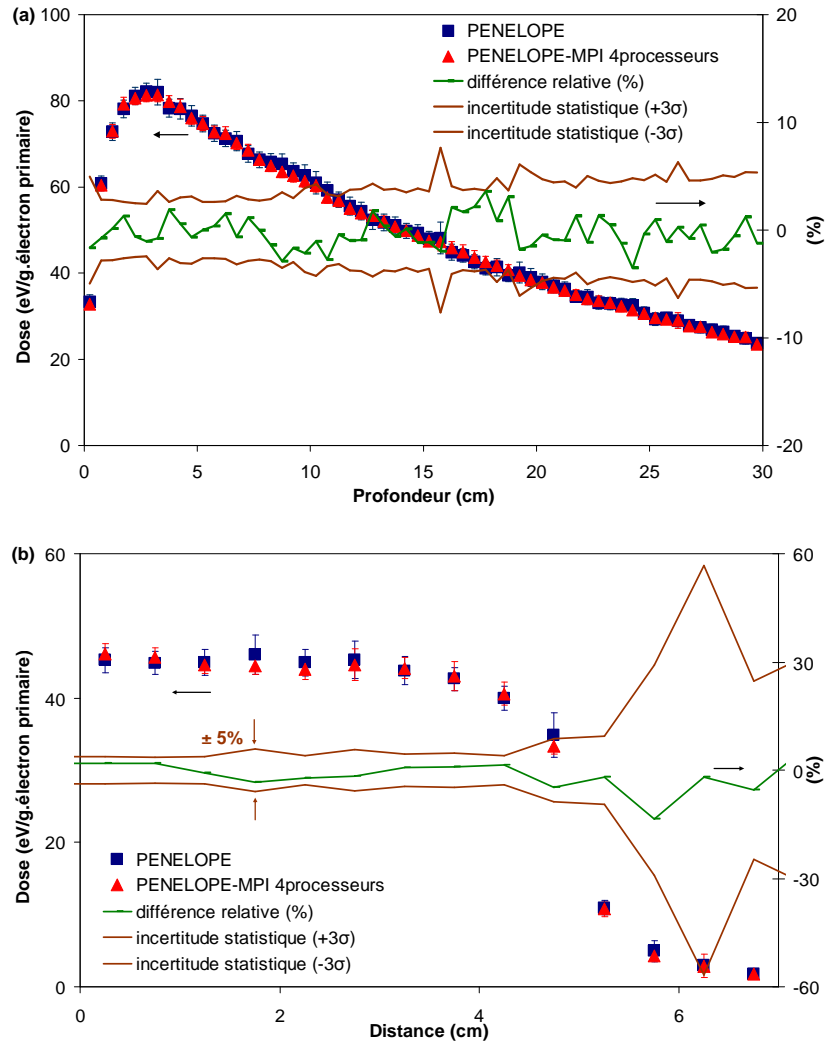 (a)
100
80
60
40
20
0
Dose (eV/g.électron primaire)
PENELOPE
PENELOPE-MPI 4processeurs
différence relative (%)
incertitude statistique (+3σ)
incertitude statistique (-3σ)
20
10
0
-10
-20
(%)
0 5 10 15 20 25 30
Profondeur (cm)
(b)
60
40
20
0
Dose (eV/g.électron primaire)
± 5%
PENELOPE
PENELOPE-MPI 4processeurs
différence relative (%)
incertitude statistique (+3σ)
incertitude statistique (-3σ)
60
30
0
-30
-60
(%)
0 2 4 6
Distance (cm)